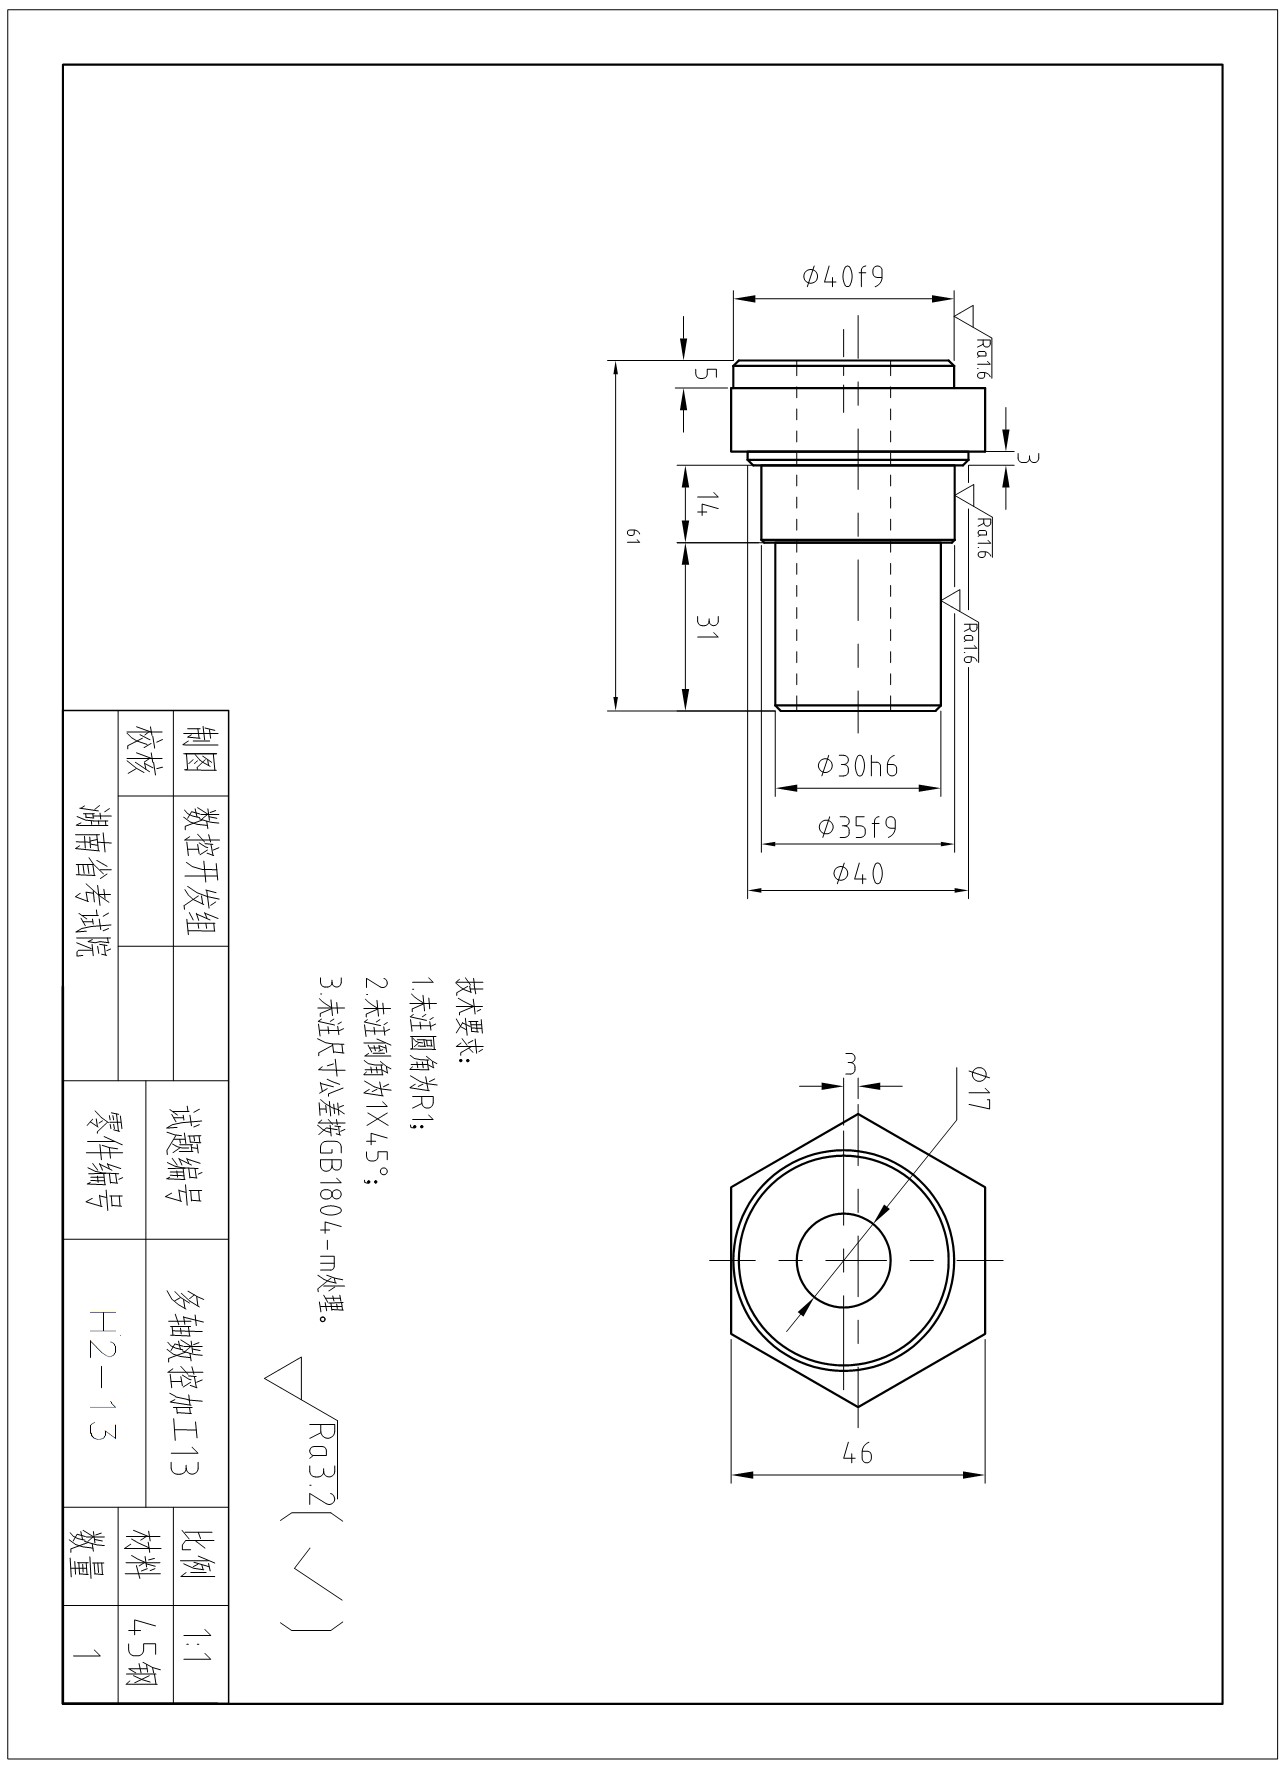 Φ40f9
Ra1.6
5
3
14
Ra1.6
61
31
Ra1.6
Φ30h6
Φ35f9
Φ40
3
Φ17
46
技术要求:
1.未注圆角为R1;
2.未注倒角为1X45°;
3.未注尺寸公差按GB1804-m处理。
Ra3.2( )
制图 数控开发组
校核
湖南省考试院
试题编号 多轴数控加工13
零件编号 H2-13
比例 1:1
材料 45钢
数量 1